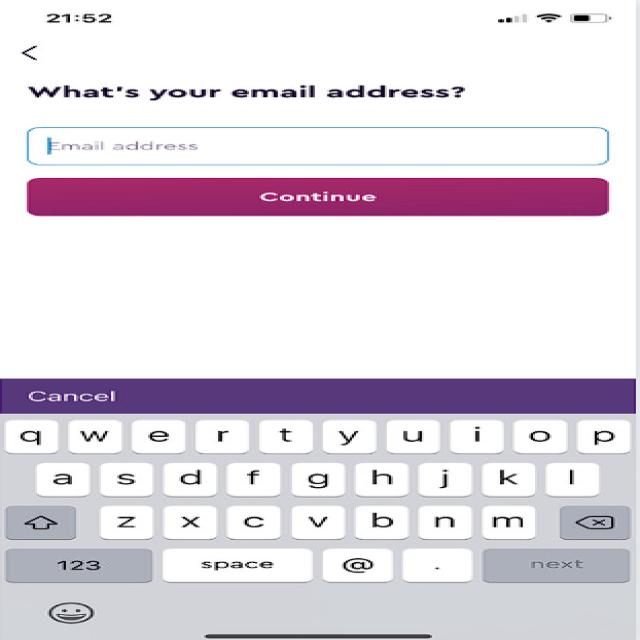 21:52
<
What's your email address?
Email address
Continue
Cancel
q w e r t y u i o p
a s d f g h j k l
z x c v b n m
123 space @ . next